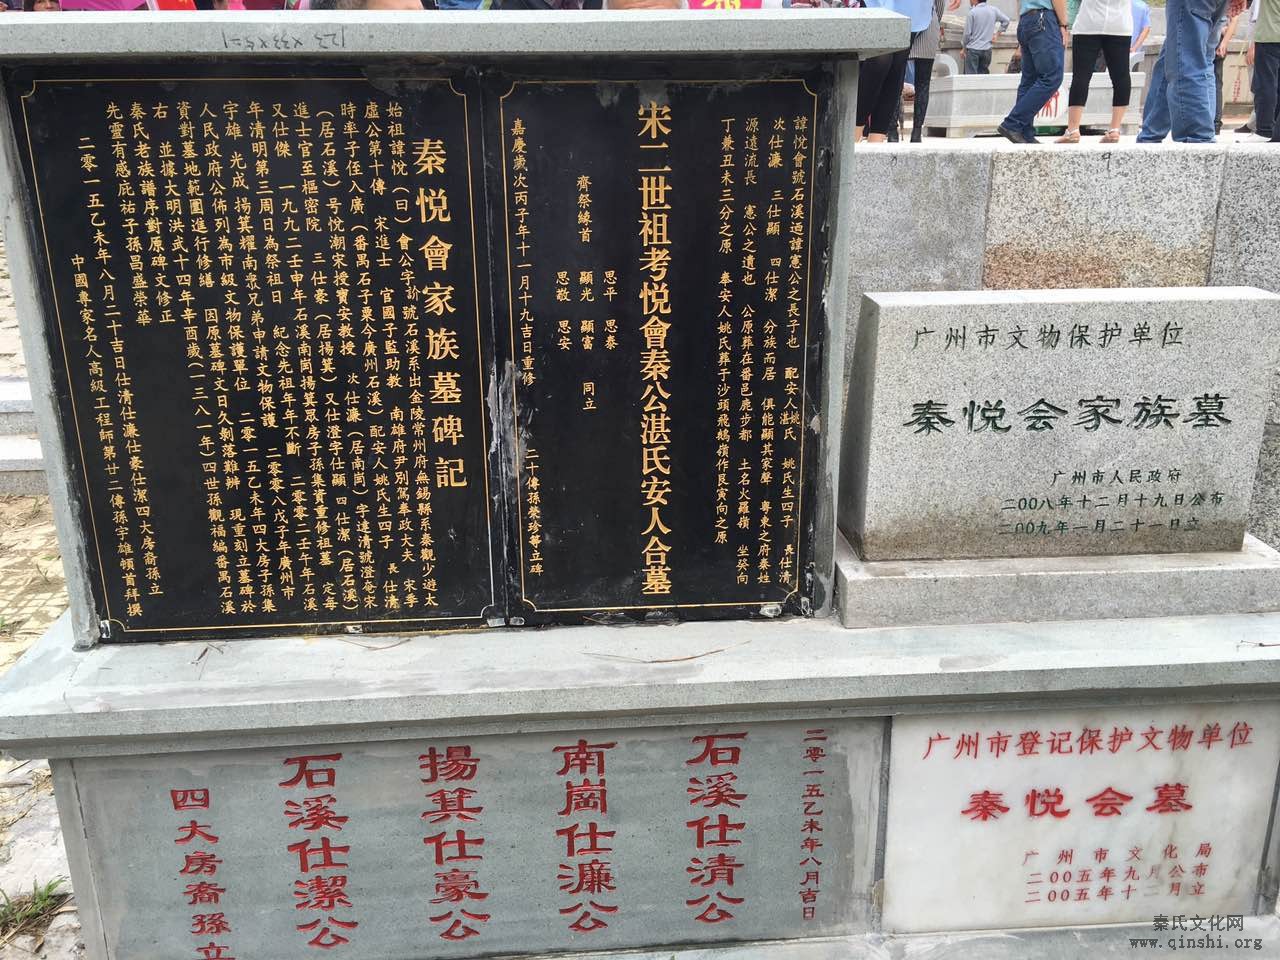 諱悅會號石溪迺諱憲公之長子也 配安人姚氏湛氏 姚氏生四子 長仕清
次仕濂 三仕顯 四仕潔 分族而居 俱能顯其家聲 粵東之府秦姓
源遠流長 憲公之遺也 公原葬在番邑鹿步都 土名火羅嶺 坐癸向
丁兼丑未三分之原 奉安人姚氏葬于沙頭飛鵝嶺作艮寅向之原
宋二世祖考悅會秦公湛氏安人合墓
思平 思泰
齊祭綾首 顯光 顯富 同立
思敬 思安
嘉慶歲次丙子年十一月十九吉日重修 二十傳孫榮珍等立碑
秦悅會家族墓碑記
始祖諱悅(曰)會公字訜號石溪系出金陵常州府無錫縣系秦觀少遊太
虛公第十傳 宋進士 官國子監助教 南雄府尹別駕奉政大夫 宋季
時率子侄入廣(番禺石子粟今廣州石溪)配安人姚氏生四子 長仕清
(居石溪)号悅潮宋授寶安教授 次仕濂(居南崗)字逵清號澄奄宋
進士官至樞密院 三仕豪(居揚箕)又仕澄字仕顯 四仕潔(居石溪)
又仕傑 一九九二壬申年石溪南崗揚箕眾房子孫集資重修祖墓 定每
年清明第三周日為祭祖日 紀念先祖年年不斷 二零零二壬午年石溪
宇雄 光成揚箕耀南眾兄弟申請文物保護 二零零八戊子年廣州市
人民政府公佈列為市級文物保護單位 二零一五乙未年四大房子孫集
資對墓地範圍進行修繕 因原墓碑文日久剝落難辦 現重刻立墓碑於
右 並據大明洪武十四年辛酉歲(一三八一年)四世孫觀福編番禺石溪
秦氏老族譜序對原碑文修正
先靈有感庇祐子孫昌盛榮華
二零一五乙未年八月二十吉日仕清仕濂仕豪仕潔四大房裔孫立
中國專家名人高級工程師第廿二傳孫宇雄頓首拜撰
广州市文物保护单位
秦悦会家族墓
广州市人民政府
二00八年十二月十九日公布
二00九年一月二十一日立
二零一五乙未年八月吉日
石溪仕清公
南崗仕濂公
揚箕仕豪公
石溪仕潔公
四大房裔孫立
广州市登记保护文物单位
秦悦会墓
广州市文化局
二00五年九月公布
二00五年十二月立
秦氏文化网
www.qinshi.org